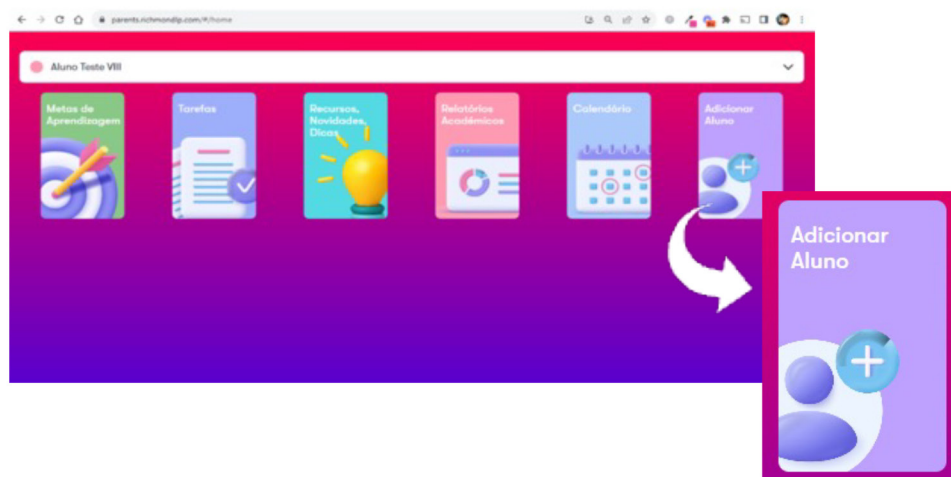 parents.richmondlp.com/#/home
Aluno Teste VIII
Metas de
Aprendizagem
Tarefas
Recursos,
Novidades,
Dicas
Relatórios
Acadêmicos
Calendário
Adicionar
Aluno
Adicionar
Aluno